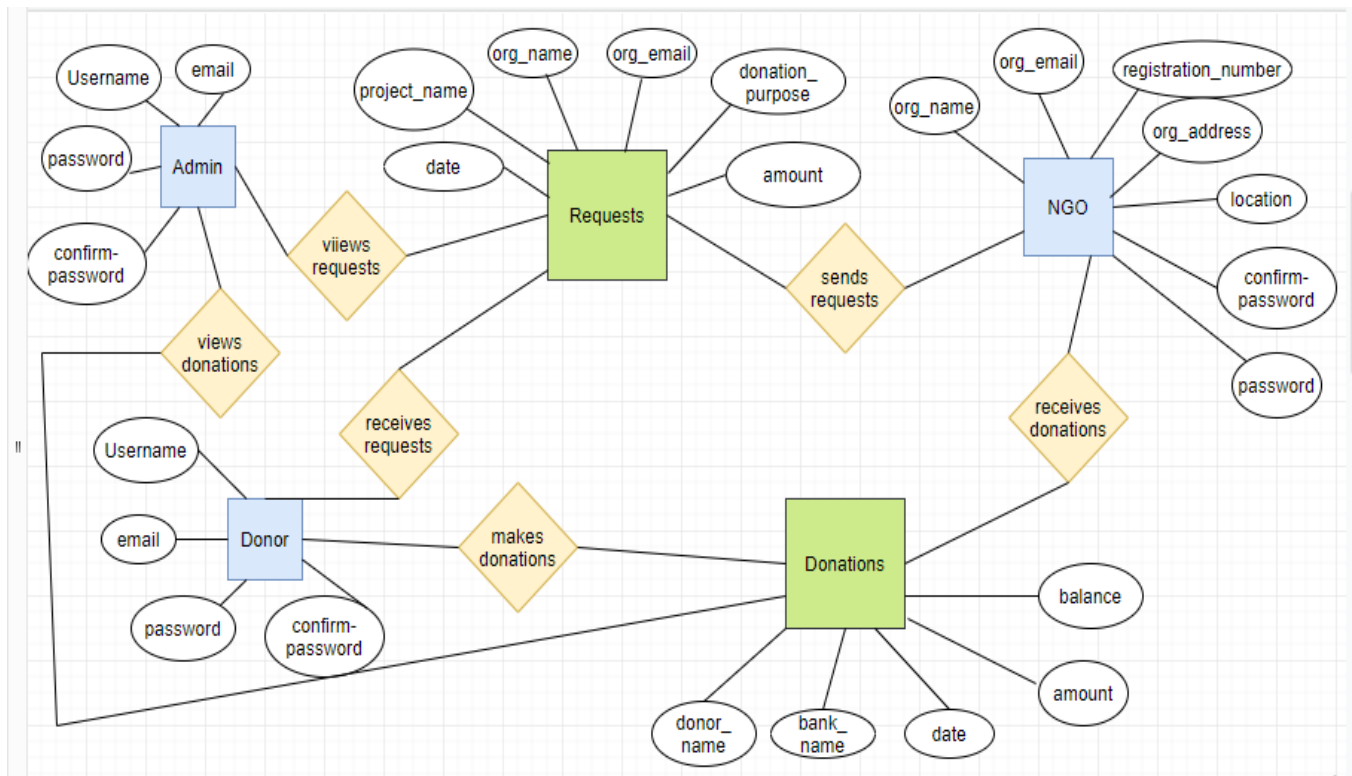 Username
email
password
confirm-
password
Admin
project_name
org_name
org_email
donation_
purpose
date
amount
Requests
org_name
org_email
registration_number
org_address
location
confirm-
password
password
NGO
viiews
requests
sends
requests
views
donations
receives
requests
receives
donations
Username
email
password
confirm-
password
Donor
makes
donations
Donations
balance
amount
donor_
name
bank_
name
date